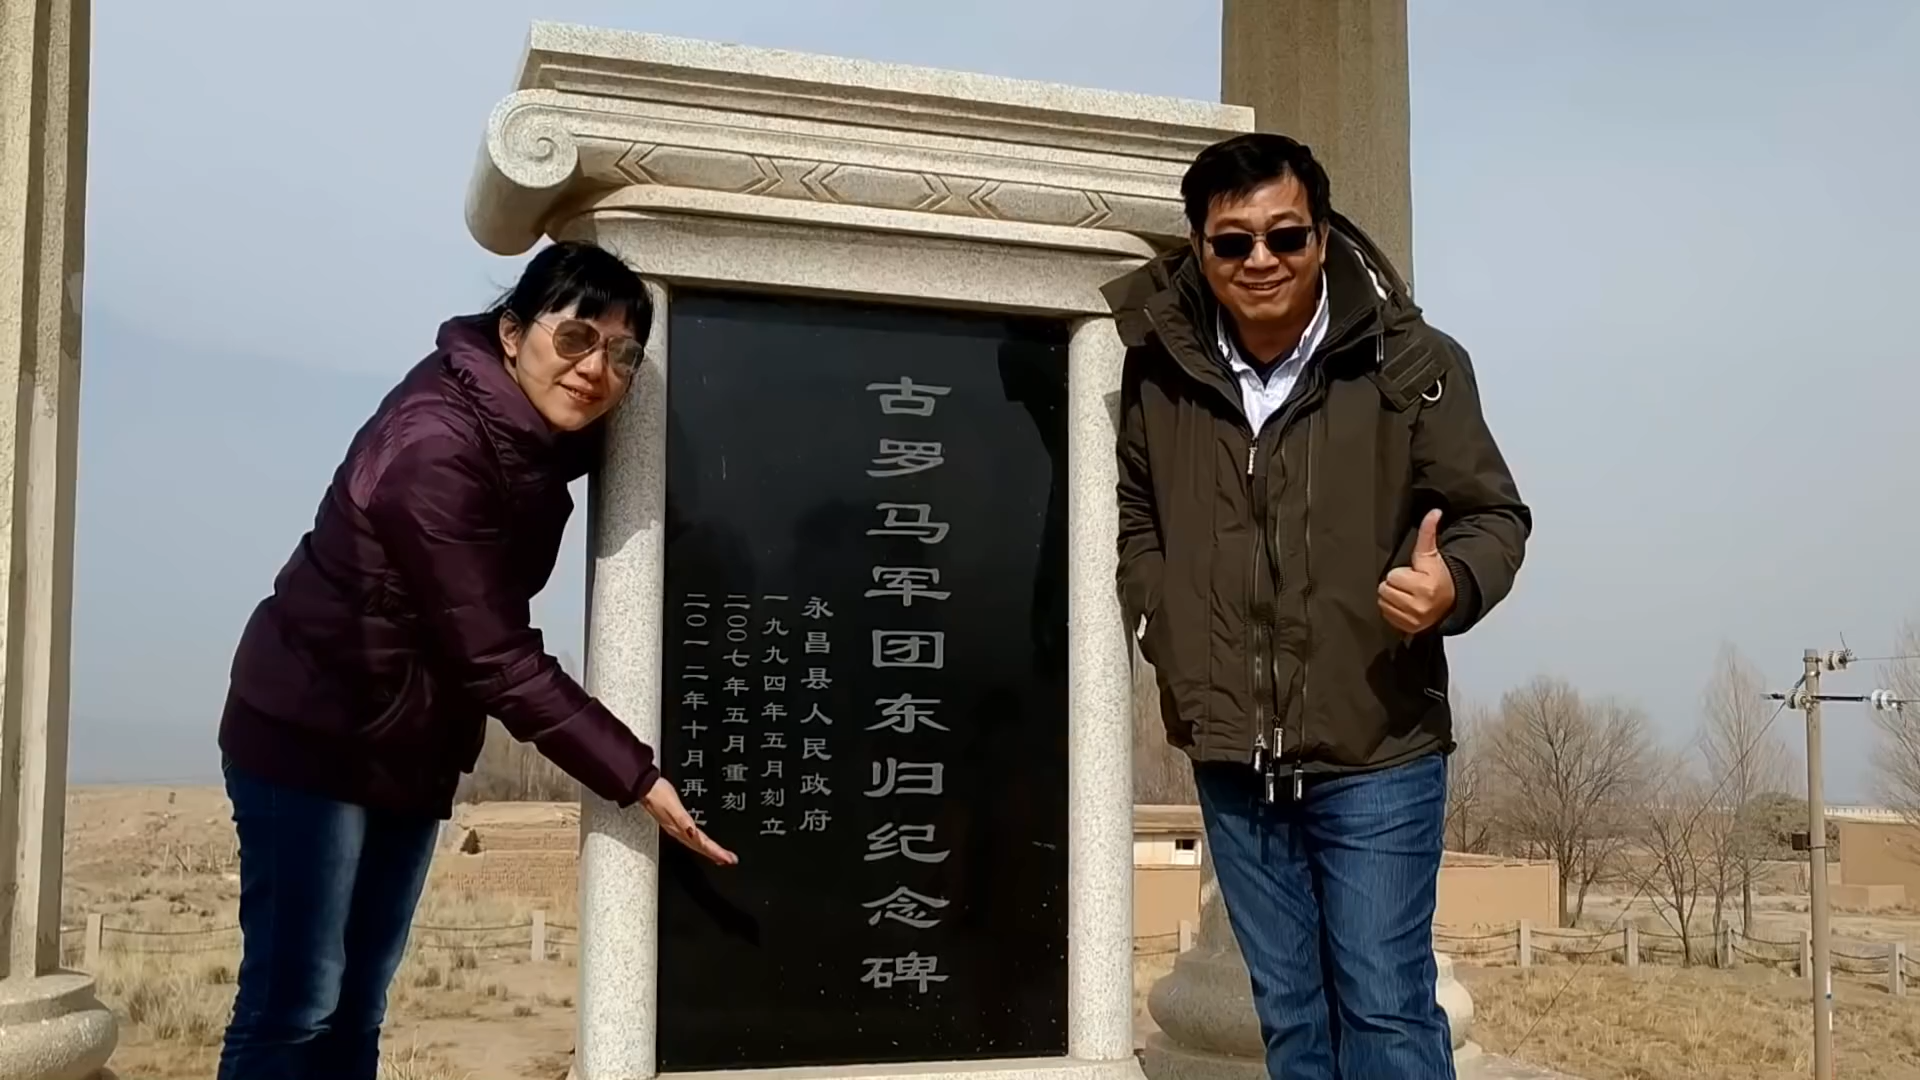 古罗马军团东归纪念碑
永昌县人民政府
一九九四年五月刻立
二00七年五月重刻
二0一二年十月再立